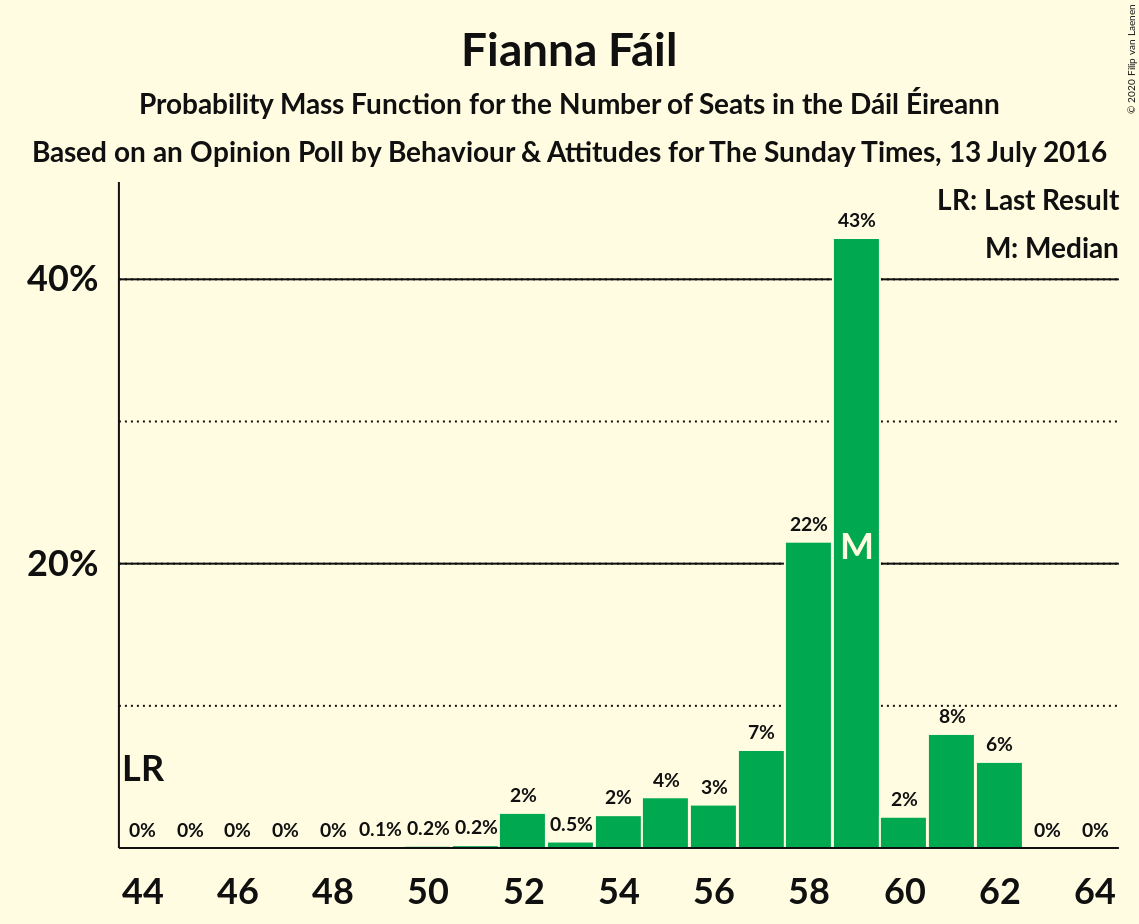 Fianna Fáil
Probability Mass Function for the Number of Seats in the Dáil Éireann
Based on an Opinion Poll by Behaviour & Attitudes for The Sunday Times, 13 July 2016
© 2020 Filip van Laenen
LR: Last Result
M: Median
40%
20%
LR
M
0% 0% 0% 0% 0% 0.1% 0.2% 0.2% 2% 0.5% 2% 4% 3% 7% 22% 43% 2% 8% 6% 0% 0%
44 46 48 50 52 54 56 58 60 62 64